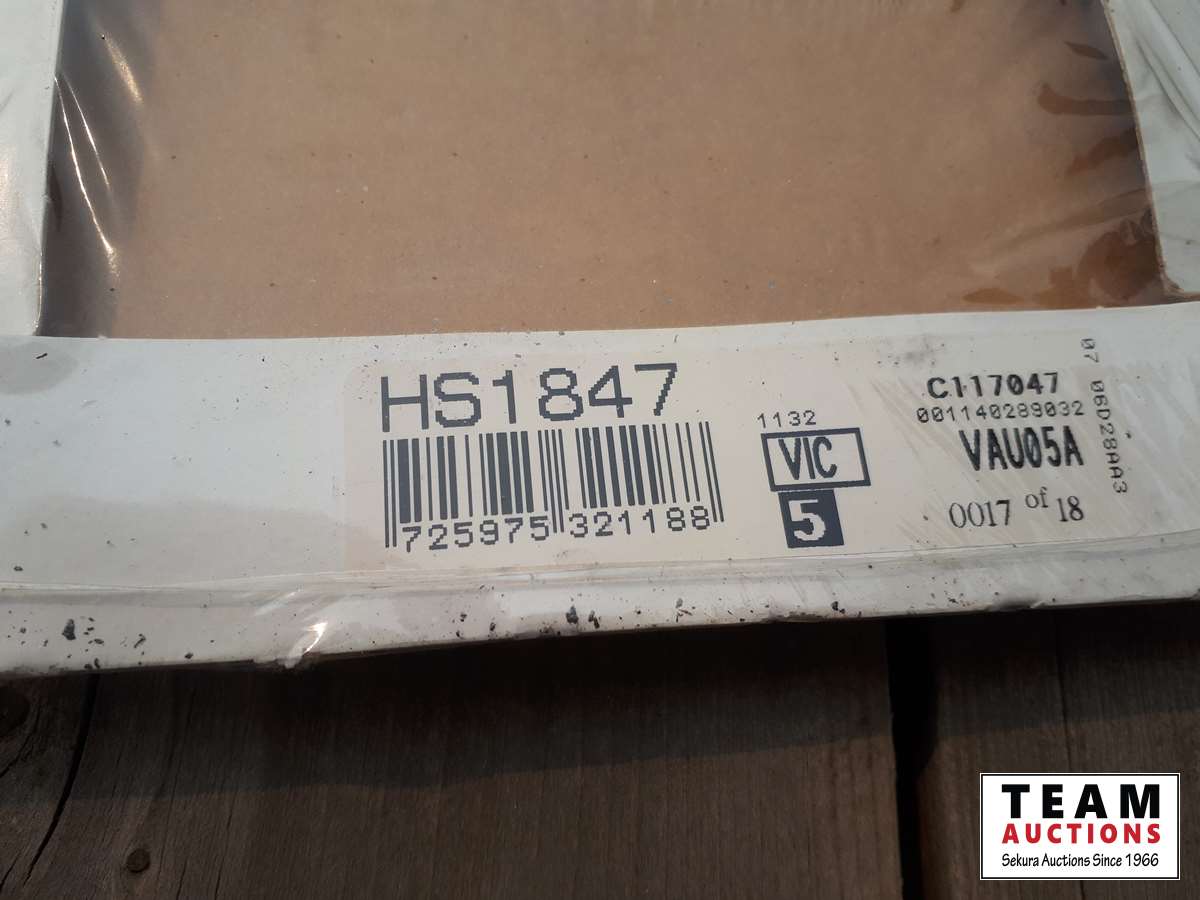 HS1847
725975 321188
1132
VIC
5
C117047
001140289032
VAU05A
0017 of 18
07 06D28AA3
TEAM
AUCTIONS
Sekura Auctions Since 1966